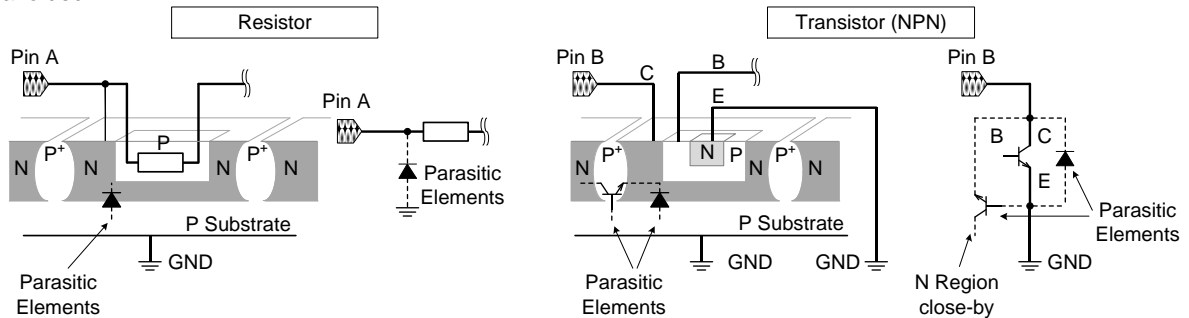 Resistor
Transistor (NPN)
Pin A
Pin A
N
P+
N
P
N
P+
N
Parasitic
Elements
P Substrate
GND
Parasitic
Elements
Pin B
C
B
E
N
P+
N
N
P
N
P+
N
P Substrate
GND
GND
Parasitic
Elements
Pin B
B
C
E
Parasitic
Elements
GND
N Region
close-by